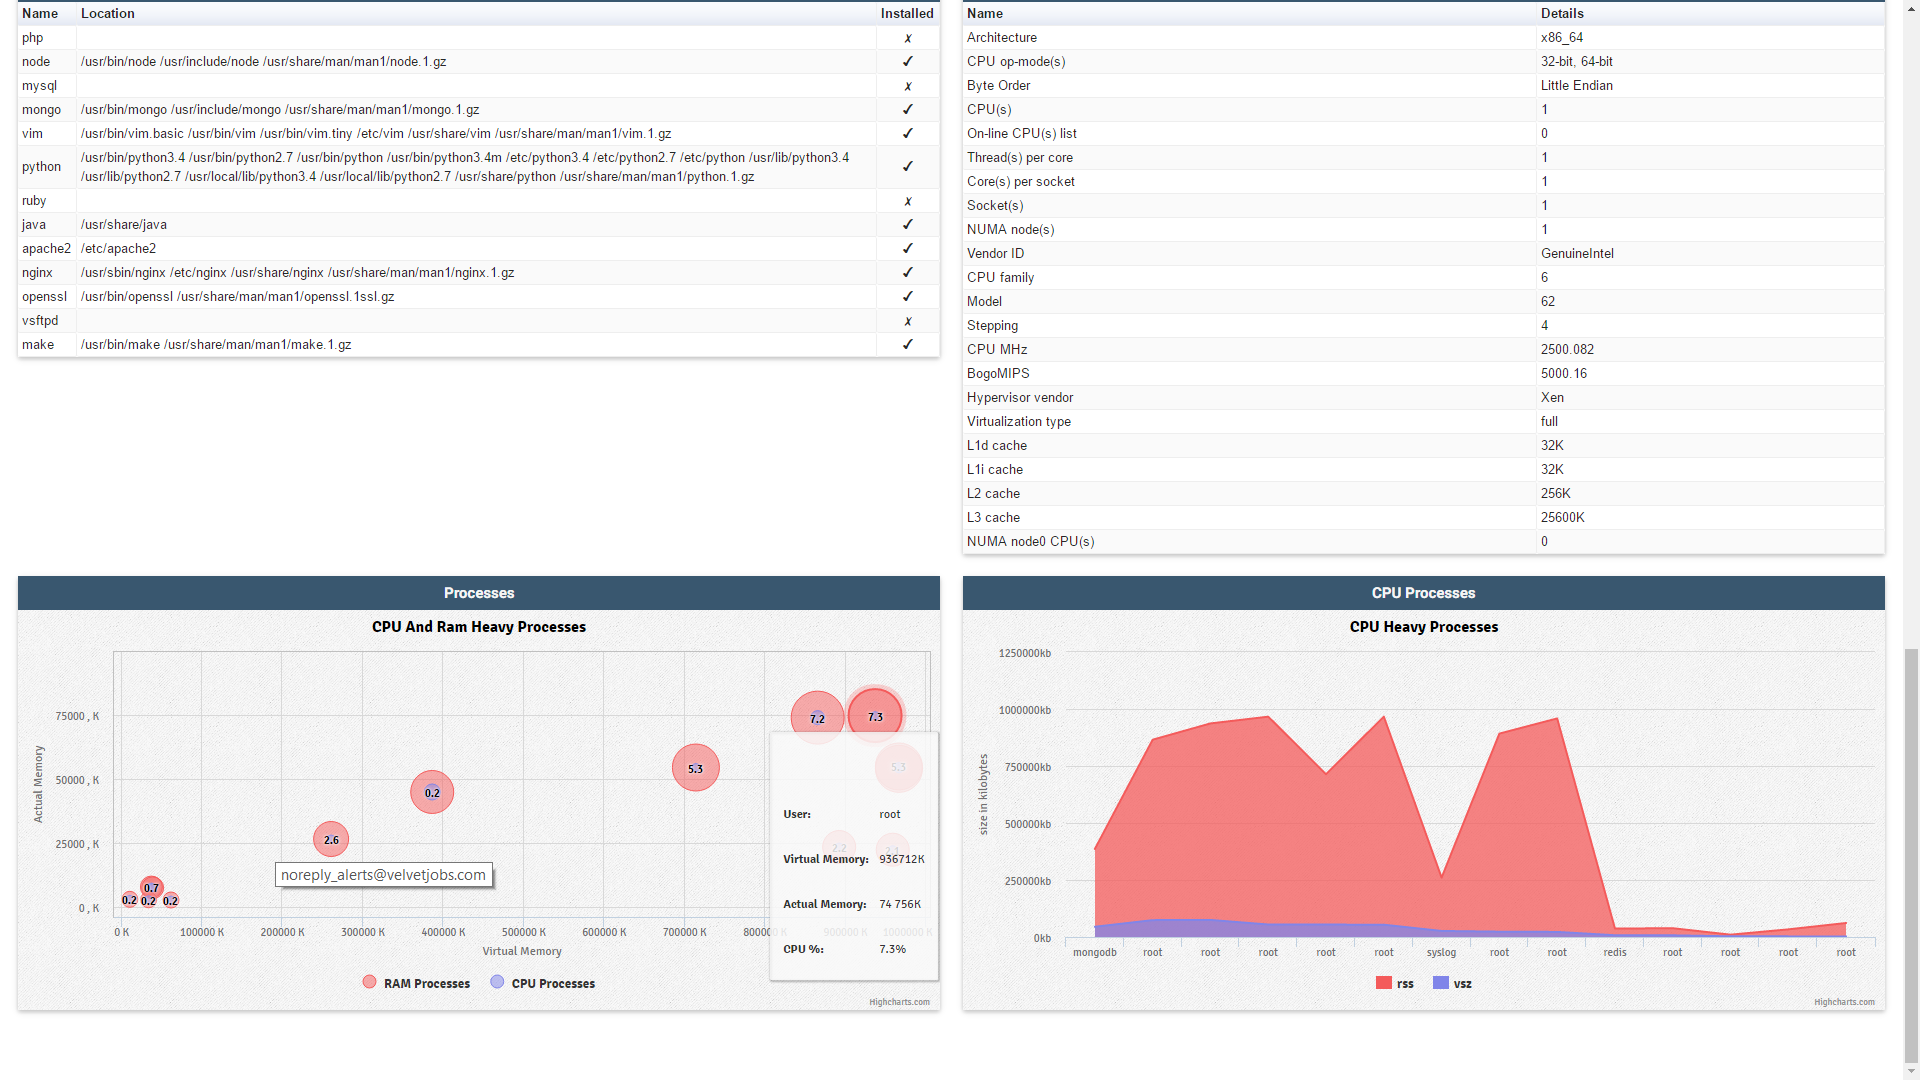 Name Location Installed
php ✗
node /usr/bin/node /usr/include/node /usr/share/man/man1/node.1.gz ✓
mysql ✗
mongo /usr/bin/mongo /usr/include/mongo /usr/share/man/man1/mongo.1.gz ✓
vim /usr/bin/vim.basic /usr/bin/vim /usr/bin/vim.tiny /etc/vim /usr/share/vim /usr/share/man/man1/vim.1.gz ✓
python /usr/bin/python3.4 /usr/bin/python2.7 /usr/bin/python /usr/bin/python3.4m /etc/python3.4 /etc/python2.7 /etc/python /usr/lib/python3.4
/usr/lib/python2.7 /usr/local/lib/python3.4 /usr/local/lib/python2.7 /usr/share/python /usr/share/man/man1/python.1.gz ✓
ruby ✗
java /usr/share/java ✓
apache2 /etc/apache2 ✓
nginx /usr/sbin/nginx /etc/nginx /usr/share/nginx /usr/share/man/man1/nginx.1.gz ✓
openssl /usr/bin/openssl /usr/share/man/man1/openssl.1ssl.gz ✓
vsftpd ✗
make /usr/bin/make /usr/share/man/man1/make.1.gz ✓
Name Details
Architecture x86_64
CPU op-mode(s) 32-bit, 64-bit
Byte Order Little Endian
CPU(s) 1
On-line CPU(s) list 0
Thread(s) per core 1
Core(s) per socket 1
Socket(s) 1
NUMA node(s) 1
Vendor ID GenuineIntel
CPU family 6
Model 62
Stepping 4
CPU MHz 2500.082
BogoMIPS 5000.16
Hypervisor vendor Xen
Virtualization type full
L1d cache 32K
L1i cache 32K
L2 cache 256K
L3 cache 25600K
NUMA node0 CPU(s) 0
Processes
CPU And Ram Heavy Processes
Actual Memory
75000 , K
50000 , K
25000 , K
0 , K
7.2 7.3
5.3 5.3
0.2
2.6
2.2 2.1
0.7
0.2 0.2 0.2
noreply_alerts@velvetjobs.com
User: root
Virtual Memory: 936712K
Actual Memory: 74 756K
CPU %: 7.3%
0 K 100000 K 200000 K 300000 K 400000 K 500000 K 600000 K 700000 K 800000 K 900000 K 1000000 K
Virtual Memory
RAM Processes CPU Processes
Highcharts.com
CPU Processes
CPU Heavy Processes
size in kilobytes
1250000kb
1000000kb
750000kb
500000kb
250000kb
0kb
mongodb root root root root root syslog root root redis root root root root
rss vsz
Highcharts.com